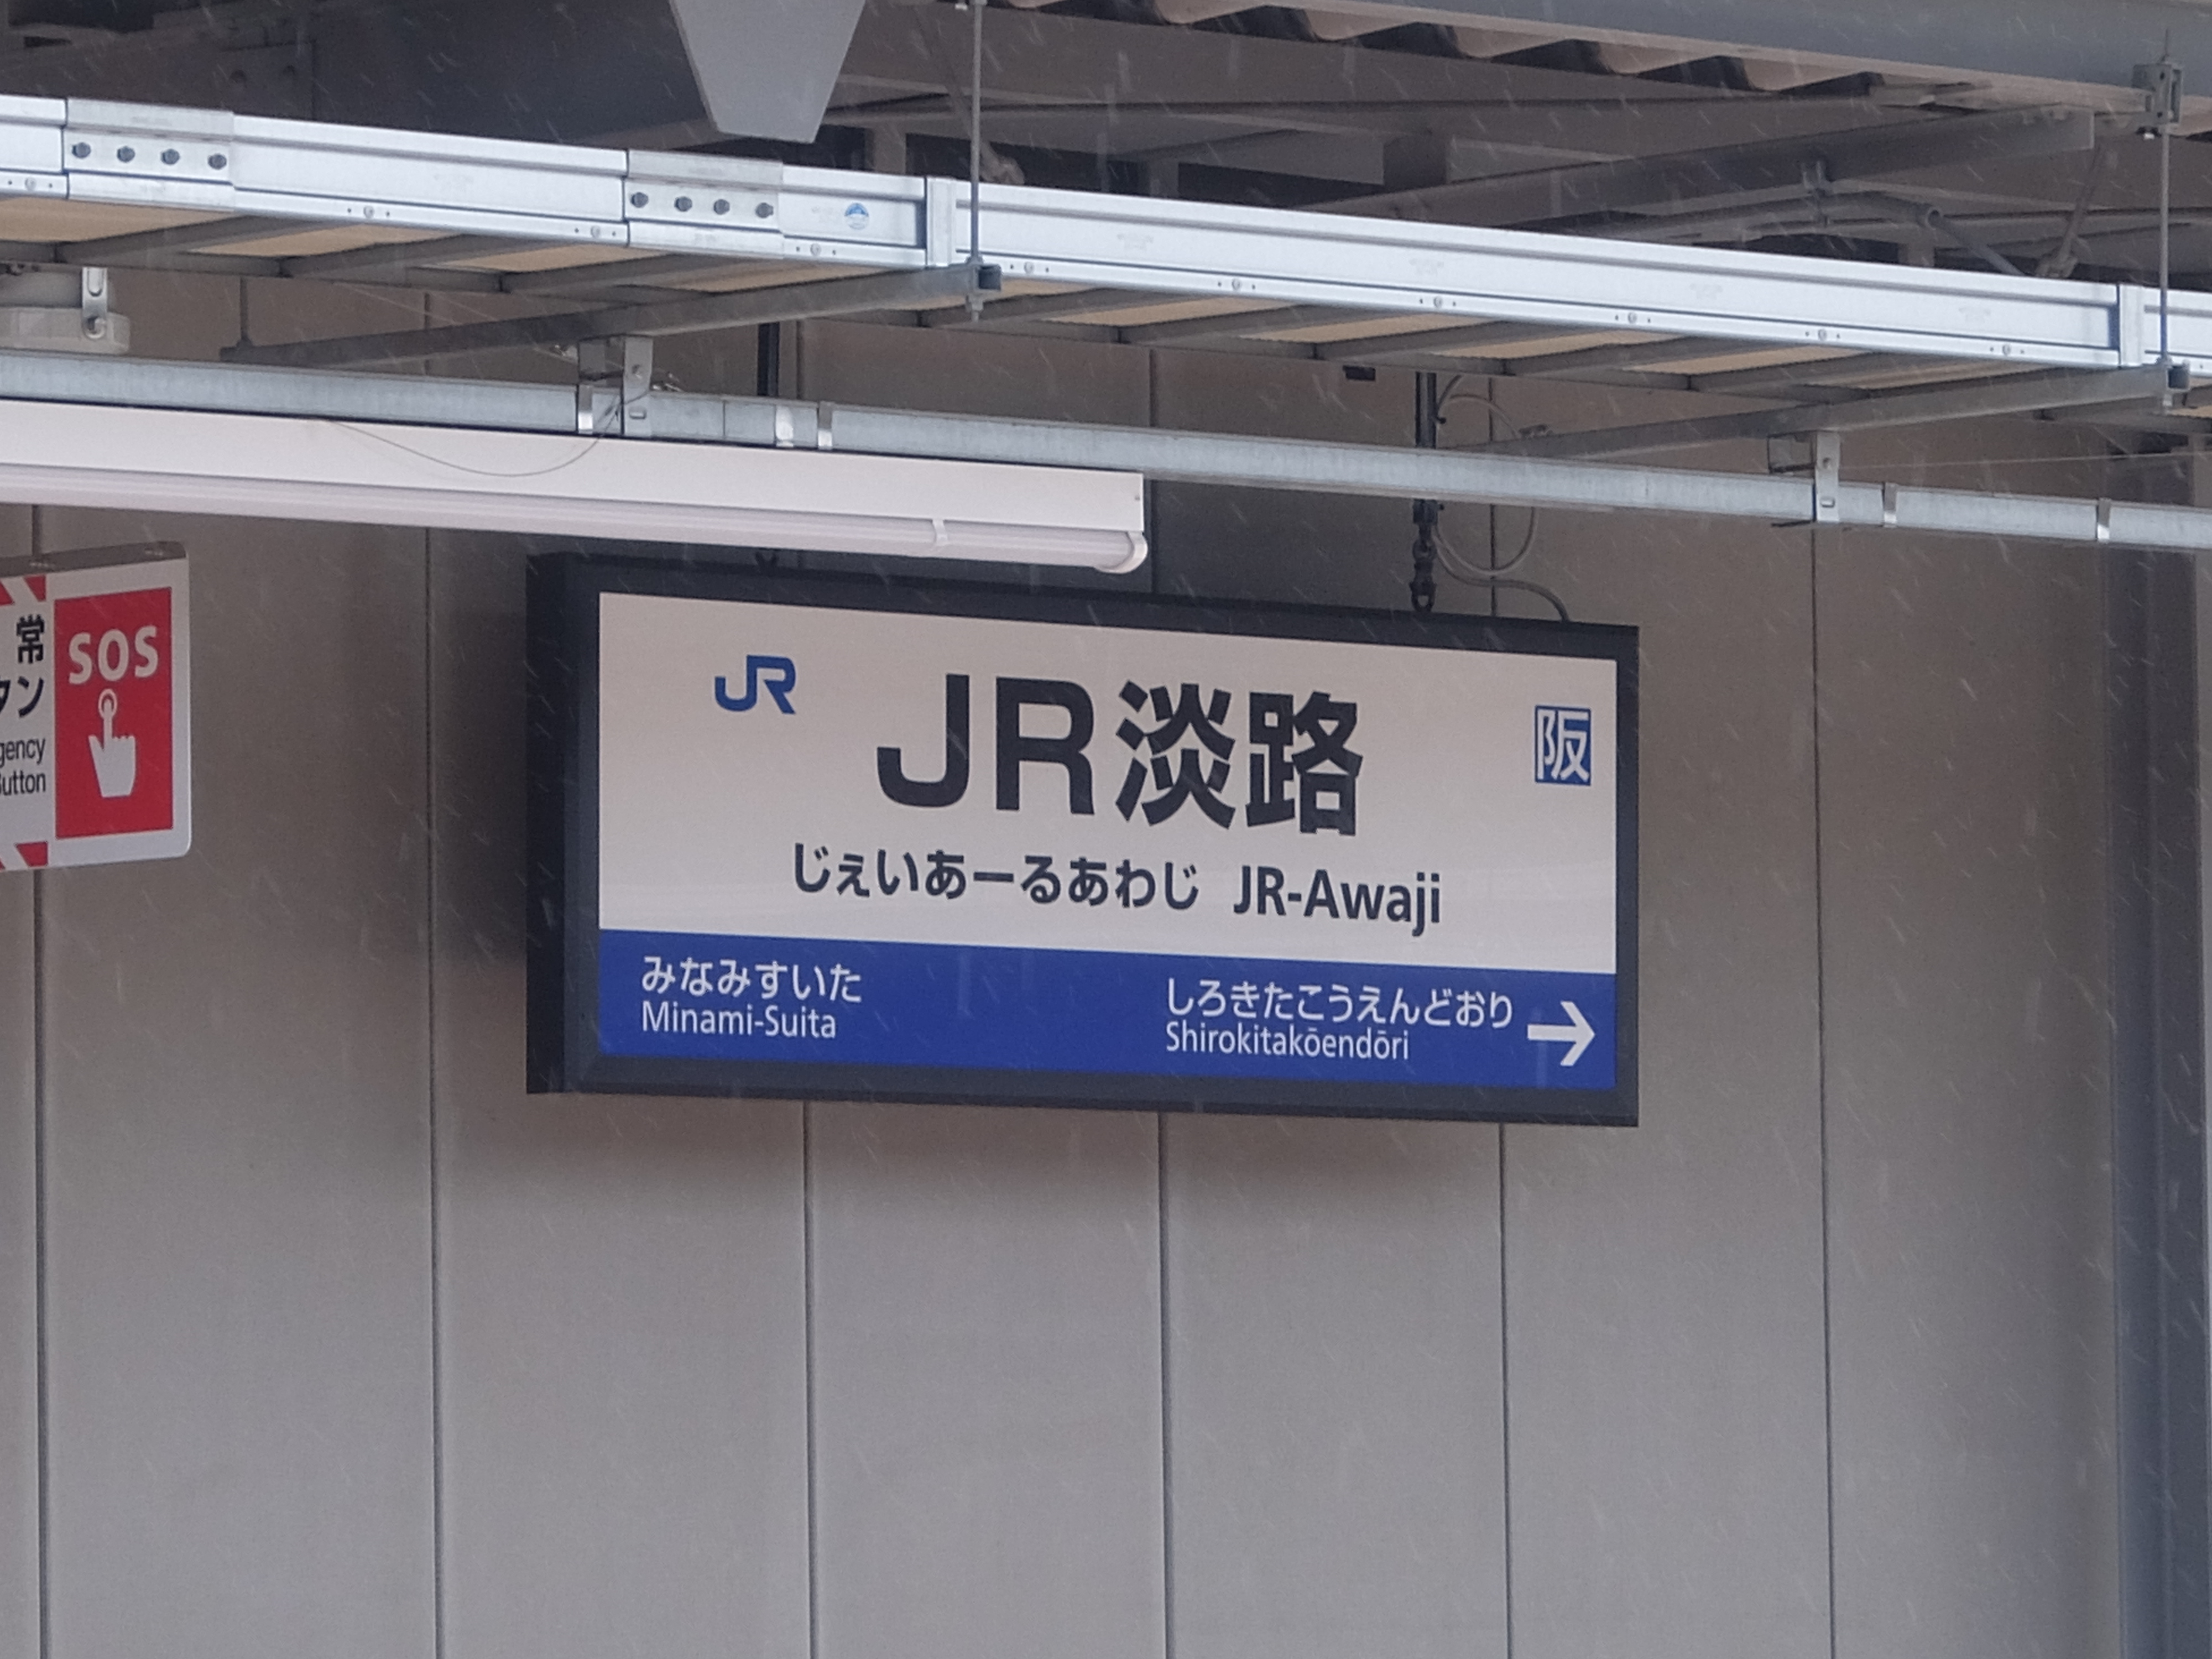 常
タン
gency
Button
SOS
JR
JR淡路
阪
じぇいあーるあわじ JR-Awaji
みなみすいた
Minami-Suita
しろきたこうえんどおり
Shirokitakōendōri